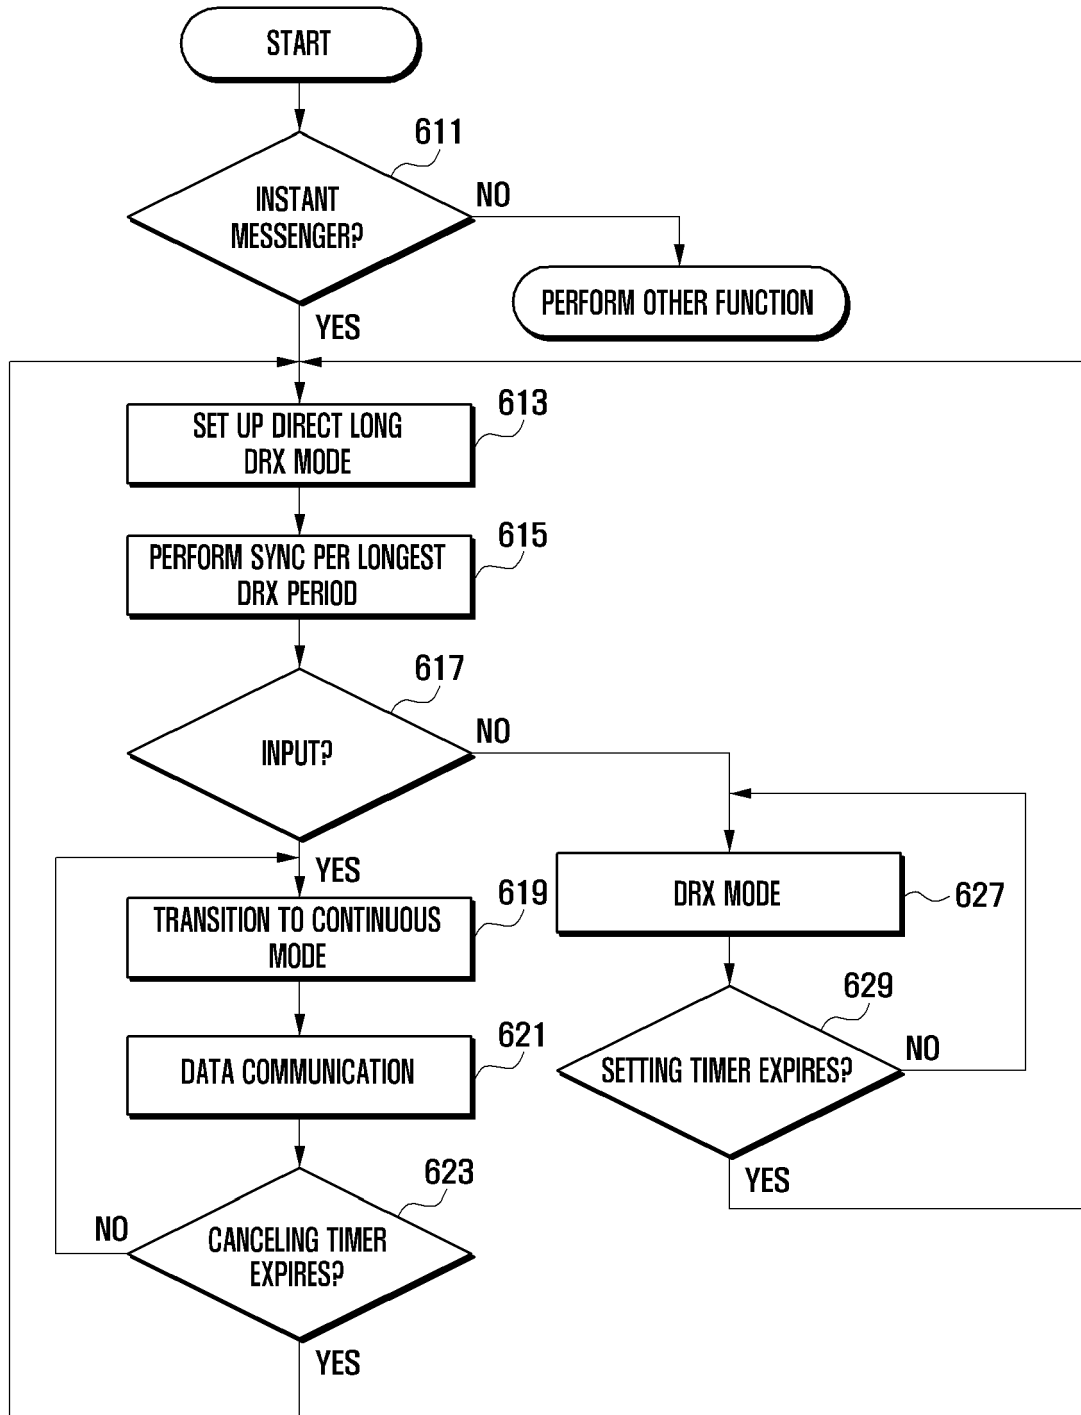 START
611
INSTANT
MESSENGER?
NO
PERFORM OTHER FUNCTION
YES
613
SET UP DIRECT LONG
DRX MODE
615
PERFORM SYNC PER LONGEST
DRX PERIOD
617
INPUT?
NO
YES
619
TRANSITION TO CONTINUOUS
MODE
DRX MODE
627
621
DATA COMMUNICATION
629
SETTING TIMER EXPIRES?
NO
YES
623
CANCELING TIMER
EXPIRES?
NO
YES